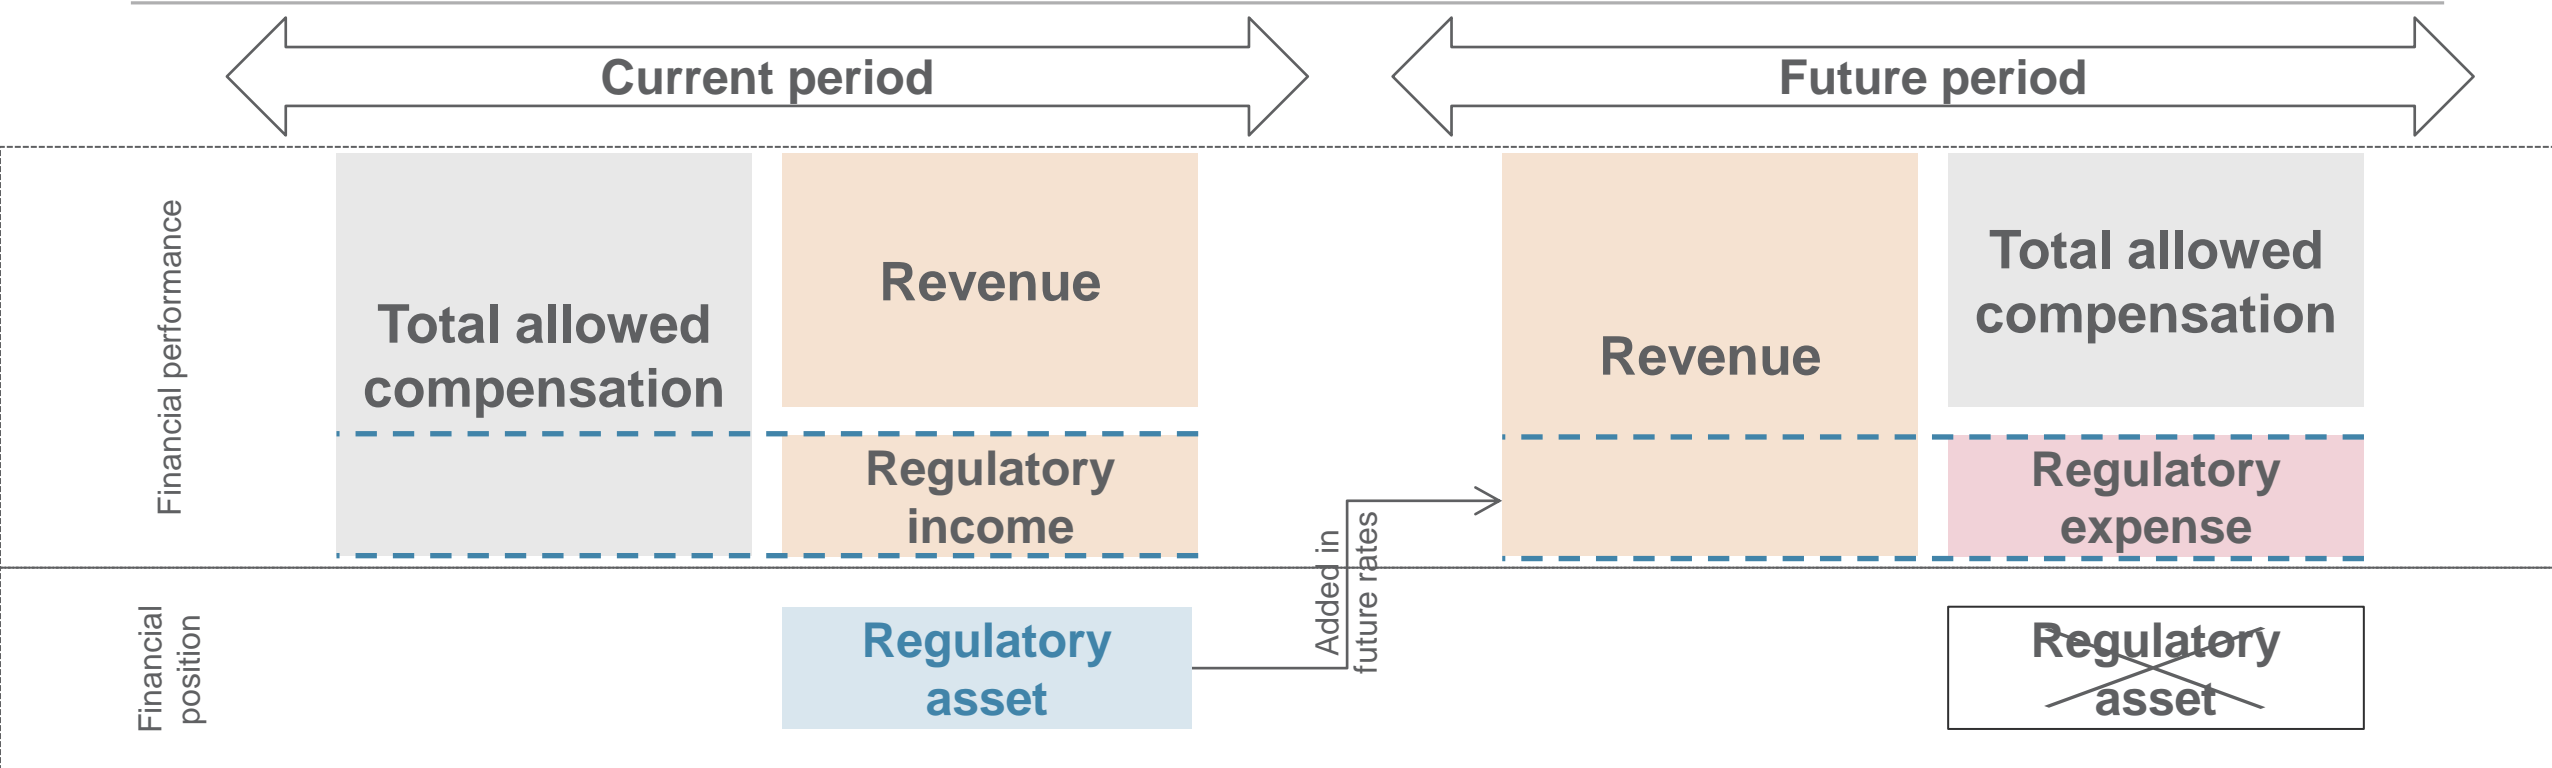 Current period
Future period
Financial performance
Total allowed
compensation
Revenue
Regulatory
income
Added in
future rates
Revenue
Total allowed
compensation
Regulatory
expense
Financial
position
Regulatory
asset
Regulatory
asset